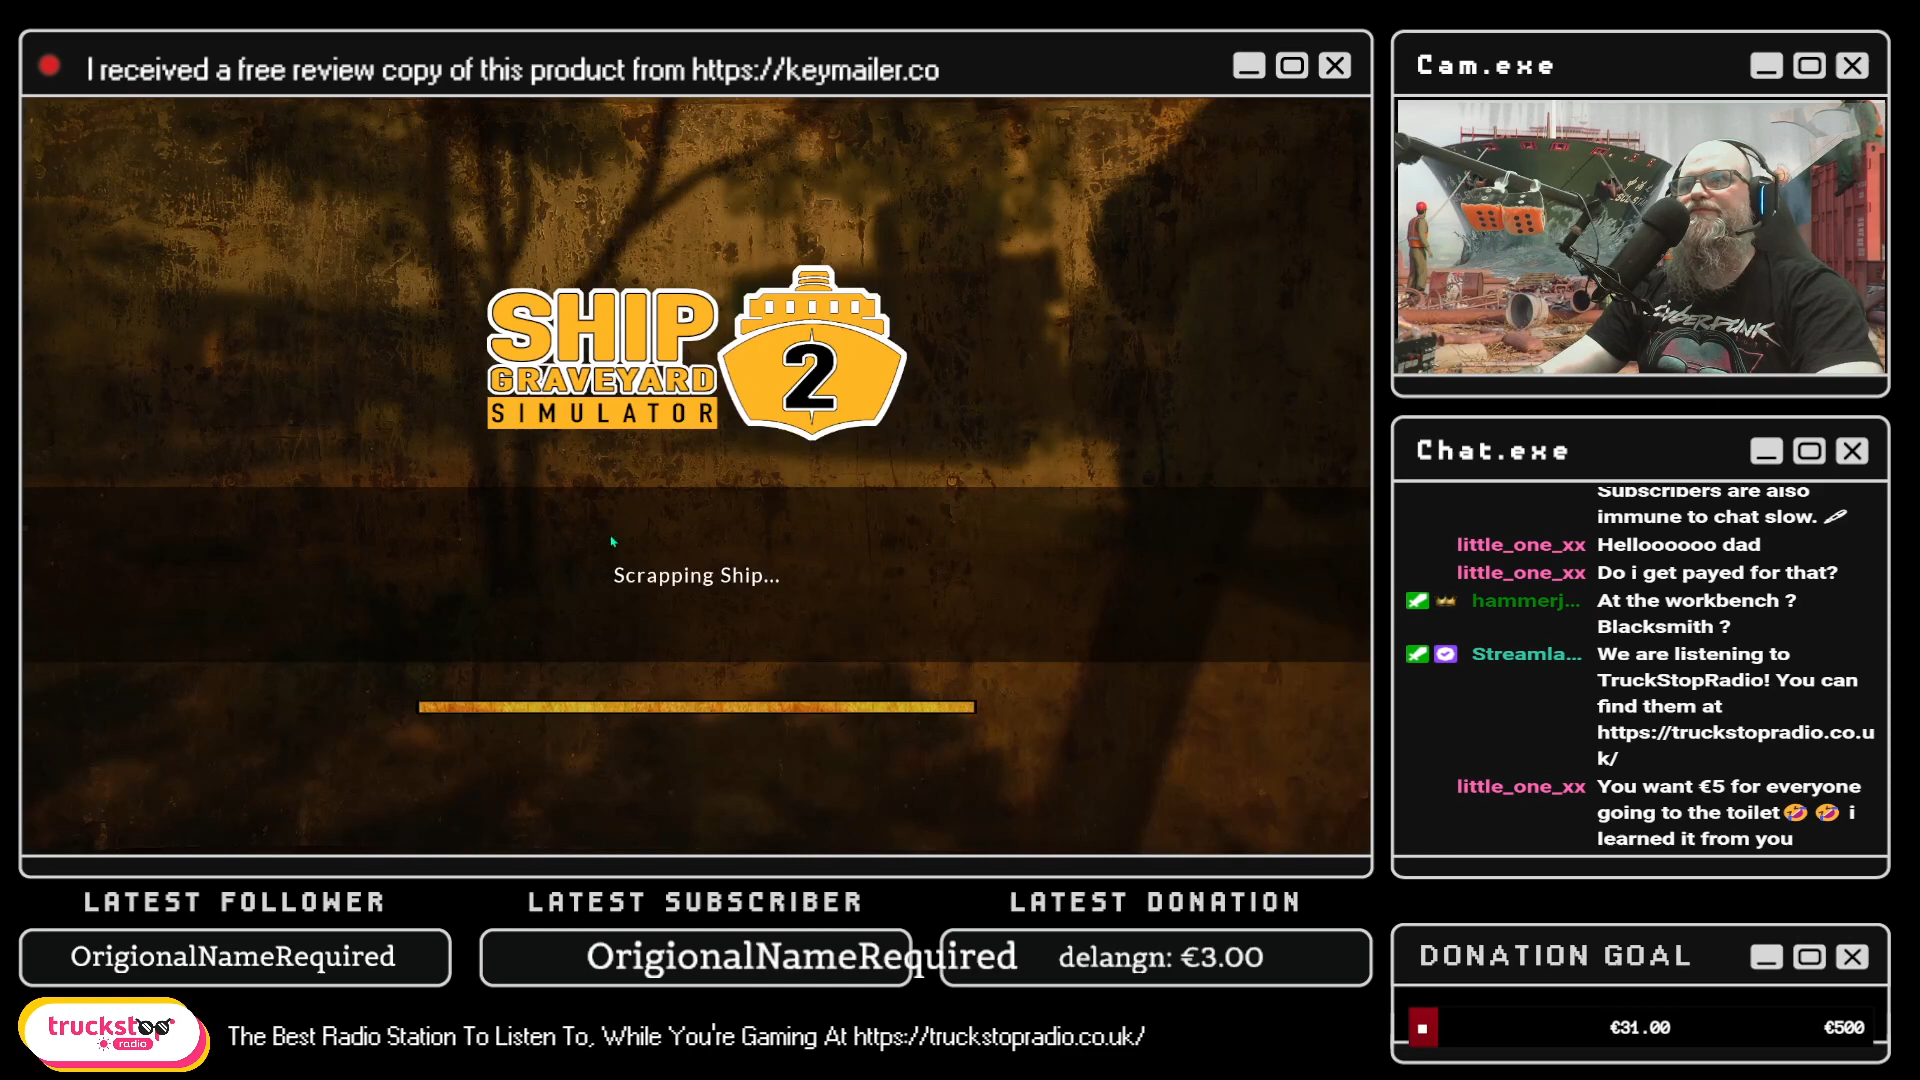 I received a free review copy of this product from https://keymailer.co
Cam.exe
SHIP
GRAVEYARD
SIMULATOR
2
Scrapping Ship...
CYBERPUNK
Chat.exe
Subscribers are also
immune to chat slow.
little_one_xx Helloooooo dad
little_one_xx Do i get payed for that?
hammerj... At the workbench ?
Blacksmith ?
Streamla... We are listening to
TruckStopRadio! You can
find them at
https://truckstopradio.co.u
k/
little_one_xx You want €5 for everyone
going to the toilet🤣 🤣 i
learned it from you
LATEST FOLLOWER
LATEST SUBSCRIBER
LATEST DONATION
OrigionalNameRequired
OrigionalNameRequired
delangn: €3.00
DONATION GOAL
€31.00
€500
truckstop
radio
The Best Radio Station To Listen To, While You're Gaming At https://truckstopradio.co.uk/